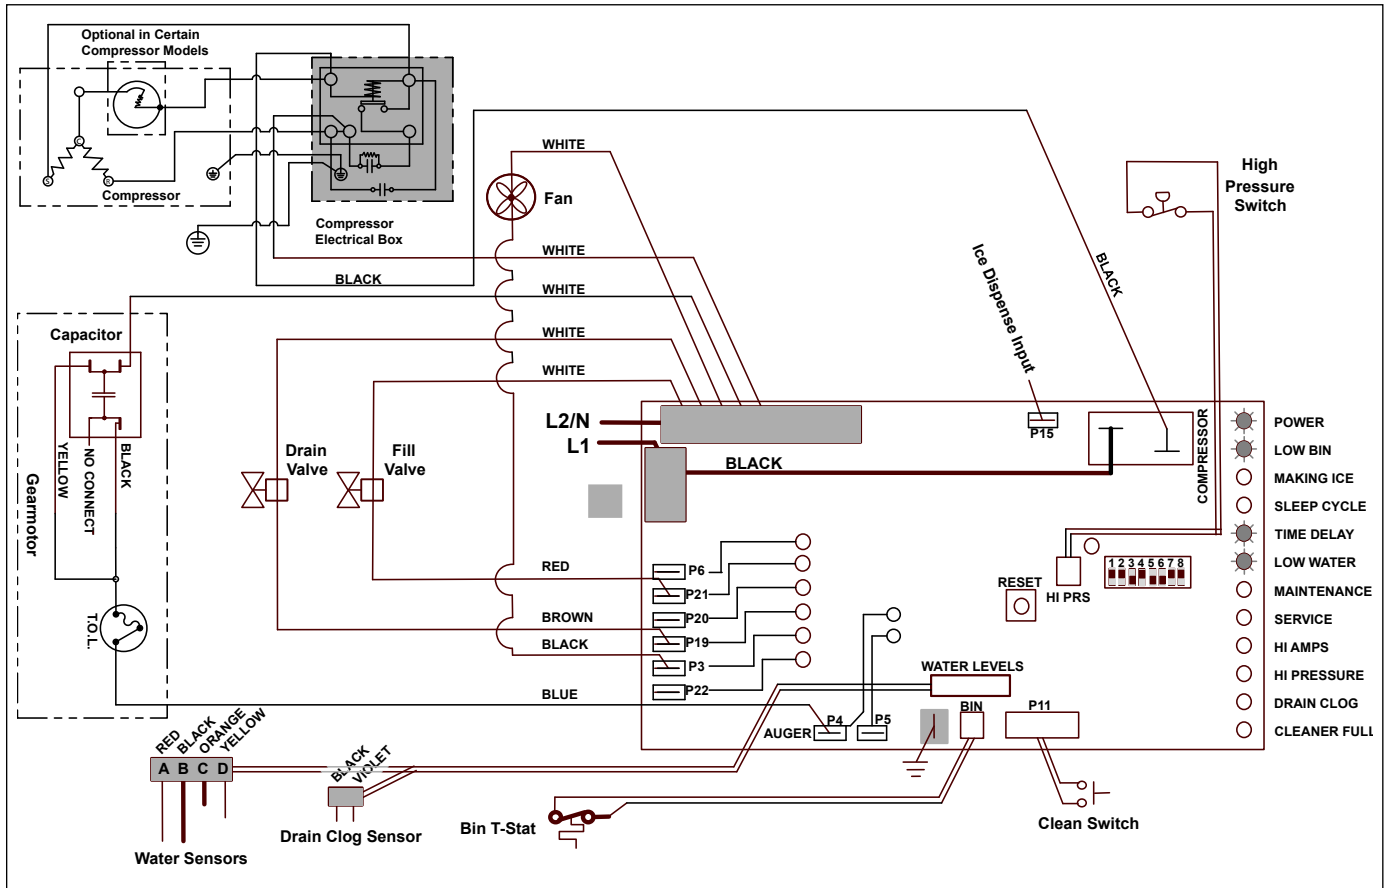 Optional in Certain
Compressor Models
C
S
R
Compressor
Compressor
Electrical Box
WHITE
Fan
WHITE
BLACK
WHITE
WHITE
WHITE
BLACK
High
Pressure
Switch
Ice Dispense Input
P15
COMPRESSOR
Capacitor
YELLOW
NO CONNECT
BLACK
Gearmotor
T.O.L.
Drain
Valve
Fill
Valve
L2/N
L1
BLACK
RED
BROWN
BLACK
BLUE
P6
P21
P20
P19
P3
P22
AUGER
P4
P5
WATER LEVELS
BIN
P11
RESET
HI PRS
1 2 3 4 5 6 7 8
POWER
LOW BIN
MAKING ICE
SLEEP CYCLE
TIME DELAY
LOW WATER
MAINTENANCE
SERVICE
HI AMPS
HI PRESSURE
DRAIN CLOG
CLEANER FULL
RED
BLACK
ORANGE
YELLOW
A B C D
Water Sensors
BLACK
VIOLET
Drain Clog Sensor
Bin T-Stat
Clean Switch